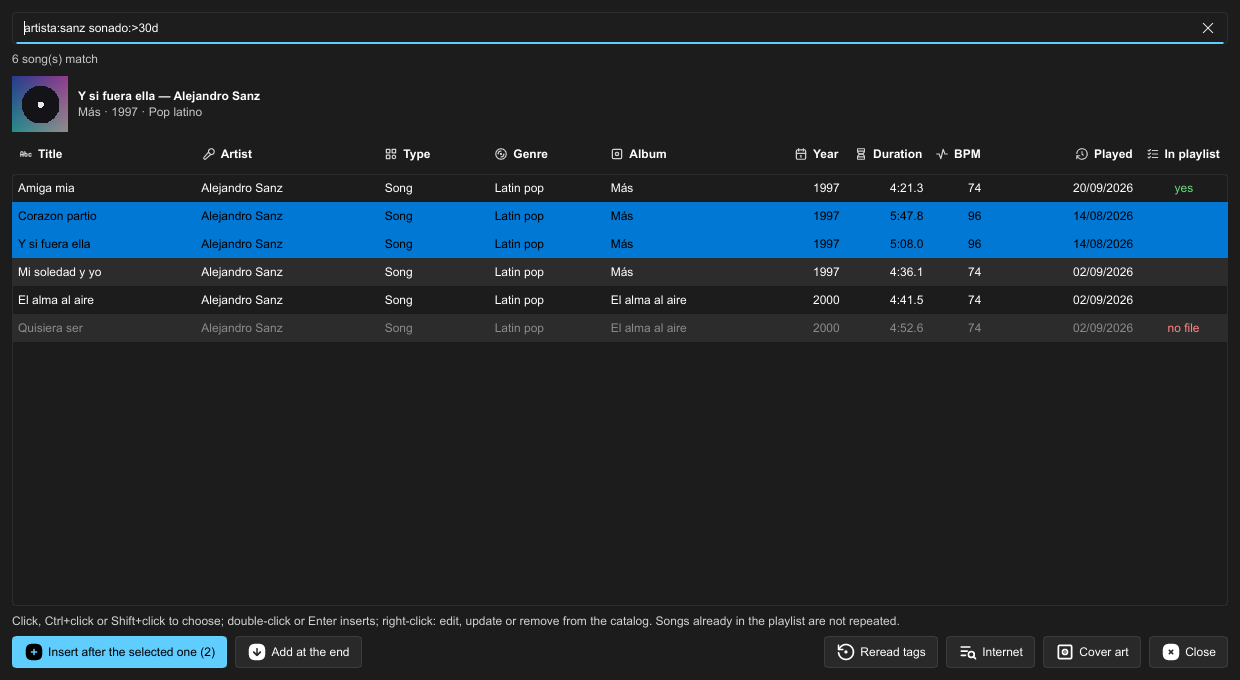 artista:sanz sonado:>30d
6 song(s) match
Y si fuera ella — Alejandro Sanz
Más · 1997 · Pop latino
Abc Title Artist Type Genre Album Year Duration BPM Played In playlist
Amiga mia Alejandro Sanz Song Latin pop Más 1997 4:21.3 74 20/09/2026 yes
Corazon partio Alejandro Sanz Song Latin pop Más 1997 5:47.8 96 14/08/2026
Y si fuera ella Alejandro Sanz Song Latin pop Más 1997 5:08.0 96 14/08/2026
Mi soledad y yo Alejandro Sanz Song Latin pop Más 1997 4:36.1 74 02/09/2026
El alma al aire Alejandro Sanz Song Latin pop El alma al aire 2000 4:41.5 74 02/09/2026
Quisiera ser Alejandro Sanz Song Latin pop El alma al aire 2000 4:52.6 74 02/09/2026 no file
Click, Ctrl+click or Shift+click to choose; double-click or Enter inserts; right-click: edit, update or remove from the catalog. Songs already in the playlist are not repeated.
Insert after the selected one (2) Add at the end Reread tags Internet Cover art Close